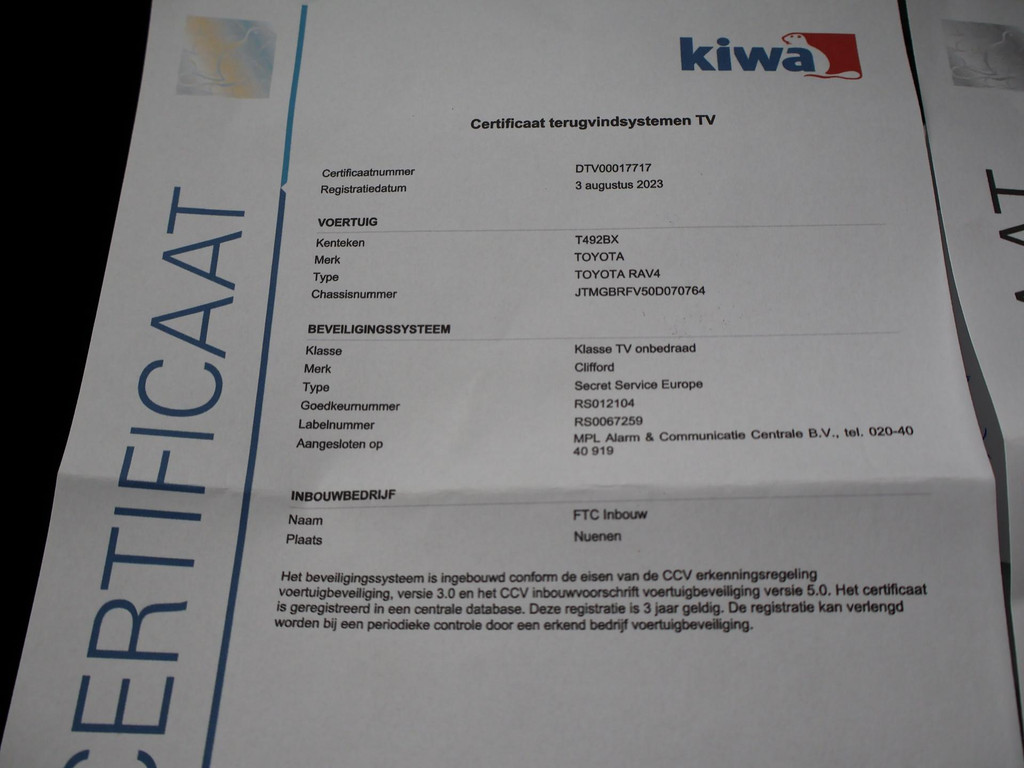 kiwa
CERTIFICAAT
Certificaat terugvindsystemen TV
Certificaatnummer DTV00017717
Registratiedatum 3 augustus 2023
VOERTUIG
Kenteken T492BX
Merk TOYOTA
Type TOYOTA RAV4
Chassisnummer JTMGBRFV50D070764
BEVEILIGINGSSYSTEEM
Klasse Klasse TV onbedraad
Merk Clifford
Type Secret Service Europe
Goedkeurnummer RS012104
Labelnummer RS0067259
Aangesloten op MPL Alarm & Communicatie Centrale B.V., tel. 020-40
40 919
INBOUWBEDRIJF
Naam FTC Inbouw
Plaats Nuenen
Het beveiligingssysteem is ingebouwd conform de eisen van de CCV erkenningsregeling
voertuigbeveiliging, versie 3.0 en het CCV inbouwvoorschrift voertuigbeveiliging versie 5.0. Het certificaat
is geregistreerd in een centrale database. Deze registratie is 3 jaar geldig. De registratie kan verlengd
worden bij een periodieke controle door een erkend bedrijf voertuigbeveiliging.
AT